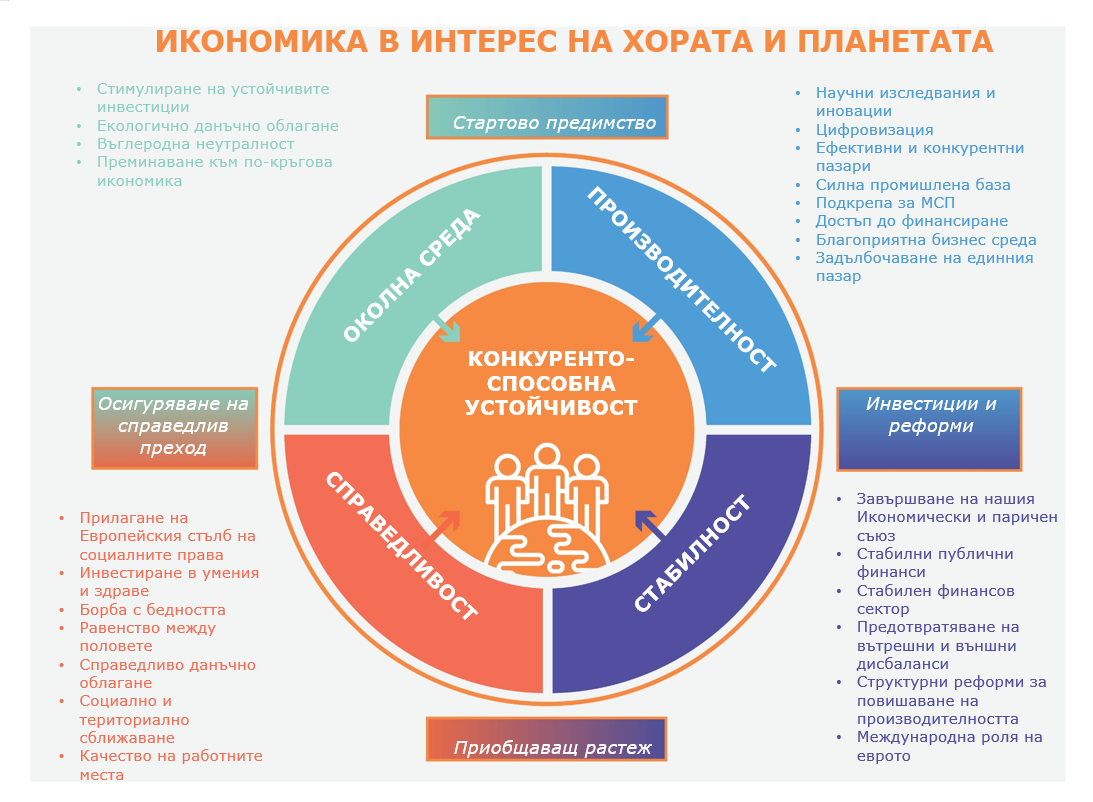 ИКОНОМИКА В ИНТЕРЕС НА ХОРАТА И ПЛАНЕТАТА
• Стимулиране на устойчивите
инвестиции
• Екологично данъчно облагане
• Въглеродна неутралност
• Преминаване към по-кръгова
икономика
Стартово предимство
• Научни изследвания и
иновации
• Цифровизация
• Ефективни и конкурентни
пазари
• Силна промишлена база
• Подкрепа за МСП
• Достъп до финансиране
• Благоприятна бизнес среда
• Задълбочаване на единния
пазар
ОКОЛНА СРЕДА
ПРОИЗВОДИТЕЛНОСТ
КОНКУРЕНТО-
СПОСОБНА
УСТОЙЧИВОСТ
Осигуряване на
справедлив
преход
Инвестиции и
реформи
СПРАВЕДЛИВОСТ
СТАБИЛНОСТ
• Прилагане на
Европейския стълб на
социалните права
• Инвестиране в умения
и здраве
• Борба с бедността
• Равенство между
половете
• Справедливо данъчно
облагане
• Социално и
териториално
сближаване
• Качество на работните
места
• Завършване на нашия
Икономически и паричен
съюз
• Стабилни публични
финанси
• Стабилен финансов
сектор
• Предотвратяване на
вътрешни и външни
дисбаланси
• Структурни реформи за
повишаване на
производителността
• Международна роля на
еврото
Приобщаващ растеж